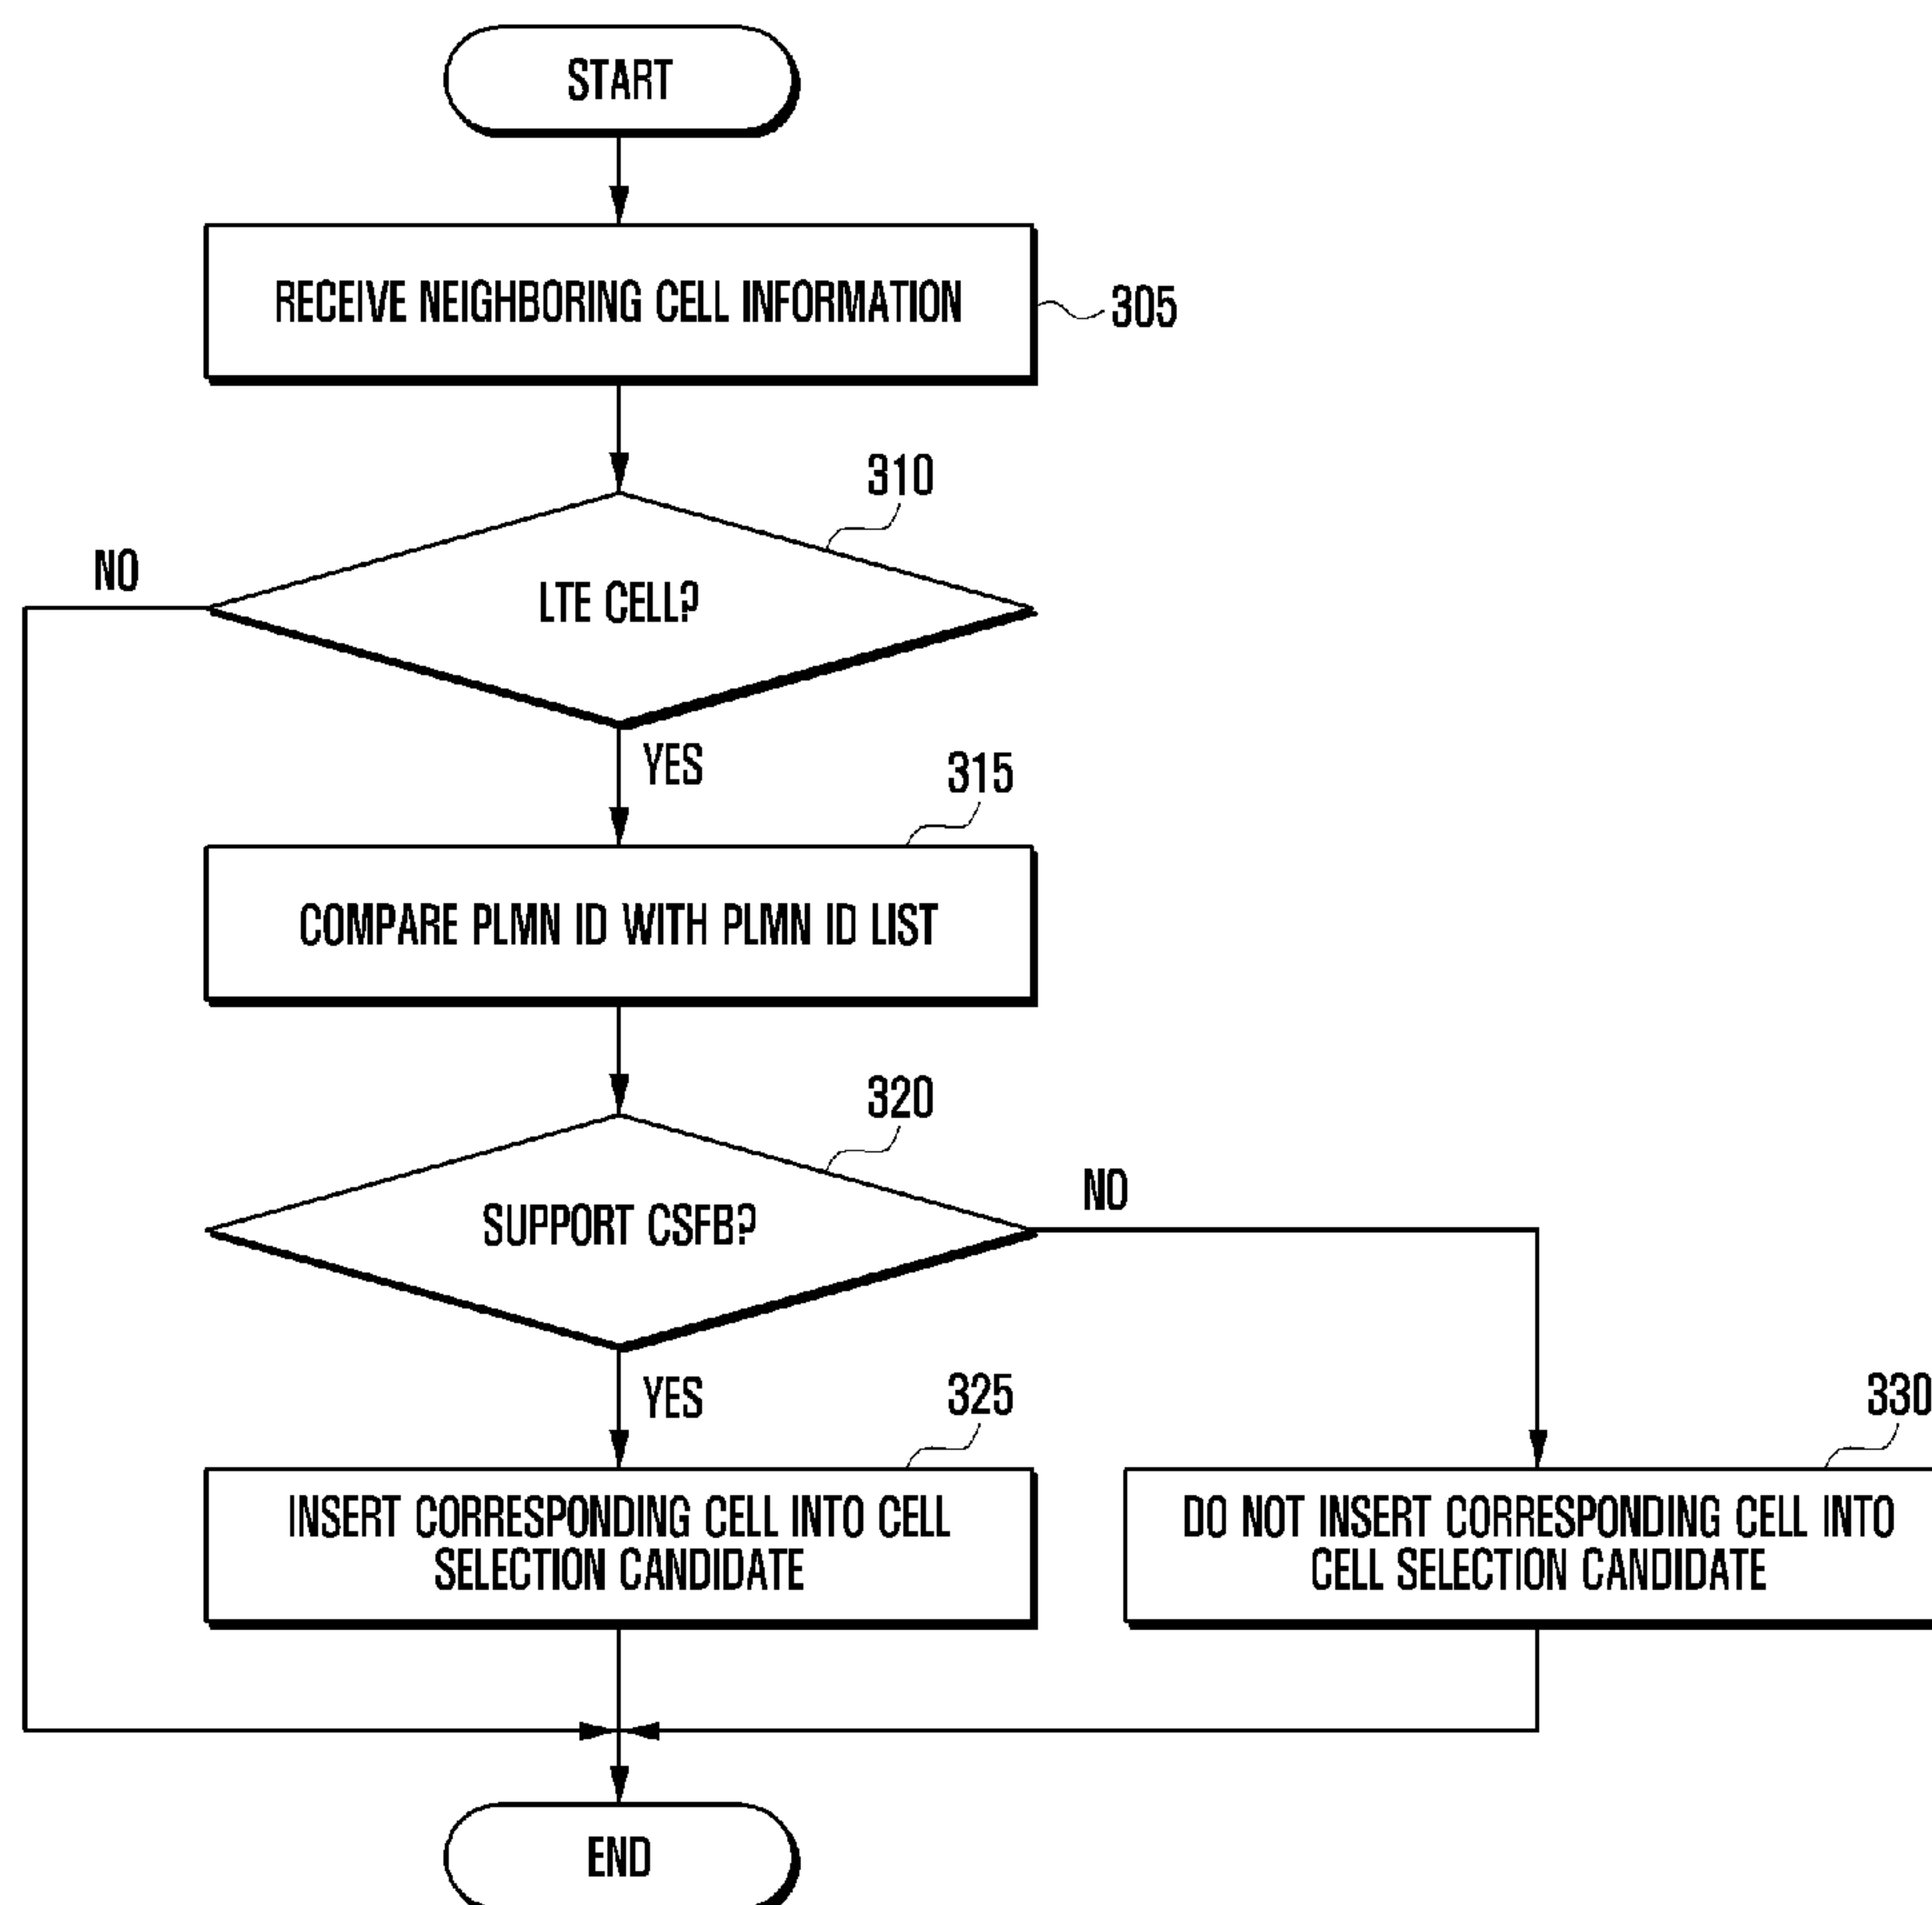 START
RECEIVE NEIGHBORING CELL INFORMATION
305
310
NO
LTE CELL?
YES
315
COMPARE PLMN ID WITH PLMN ID LIST
320
NO
SUPPORT CSFB?
YES
325
330
INSERT CORRESPONDING CELL INTO CELL
SELECTION CANDIDATE
DO NOT INSERT CORRESPONDING CELL INTO
CELL SELECTION CANDIDATE
END